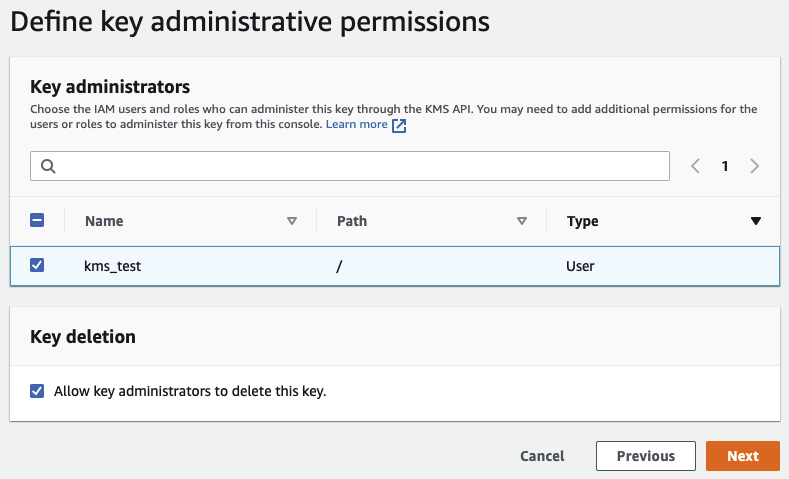 Define key administrative permissions
Key administrators
Choose the IAM users and roles who can administer this key through the KMS API. You may need to add additional permissions for the
users or roles to administer this key from this console. Learn more
1
Name Path Type
kms_test / User
Key deletion
Allow key administrators to delete this key.
Cancel Previous Next